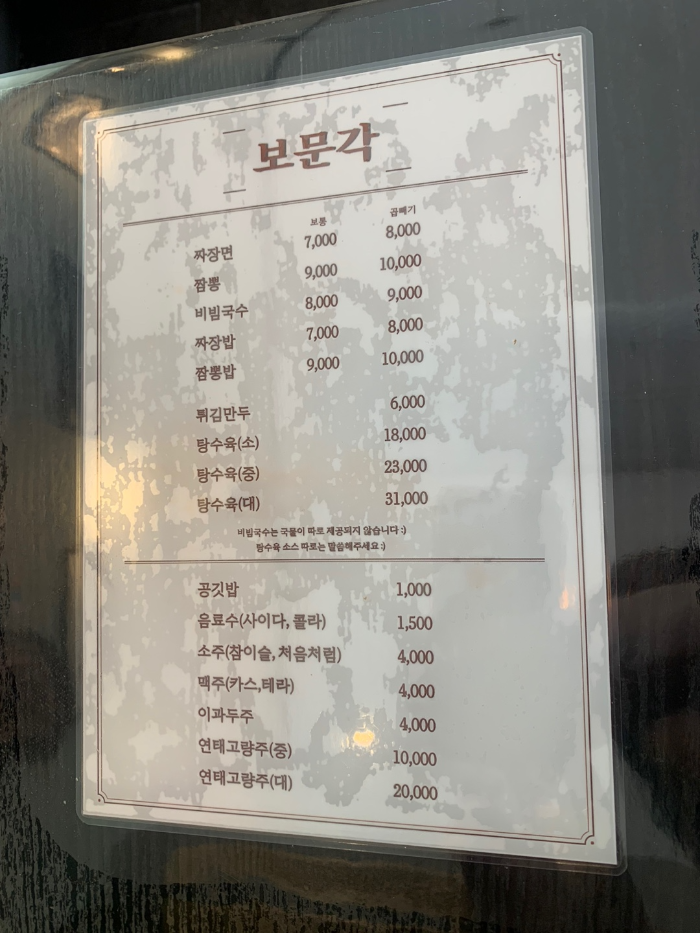 보문각
보통 곱빼기
짜장면 7,000 8,000
짬뽕 9,000 10,000
비빔국수 8,000 9,000
짜장밥 7,000 8,000
짬뽕밥 9,000 10,000
튀김만두 6,000
탕수육(소) 18,000
탕수육(중) 23,000
탕수육(대) 31,000
비빔국수는 국물이 따로 제공되지 않습니다 :)
탕수육 소스 따로는 말씀해주세요 :)
공깃밥 1,000
음료수(사이다, 콜라) 1,500
소주(참이슬, 처음처럼) 4,000
맥주(카스,테라) 4,000
이과두주 4,000
연태고량주(중) 10,000
연태고량주(대) 20,000